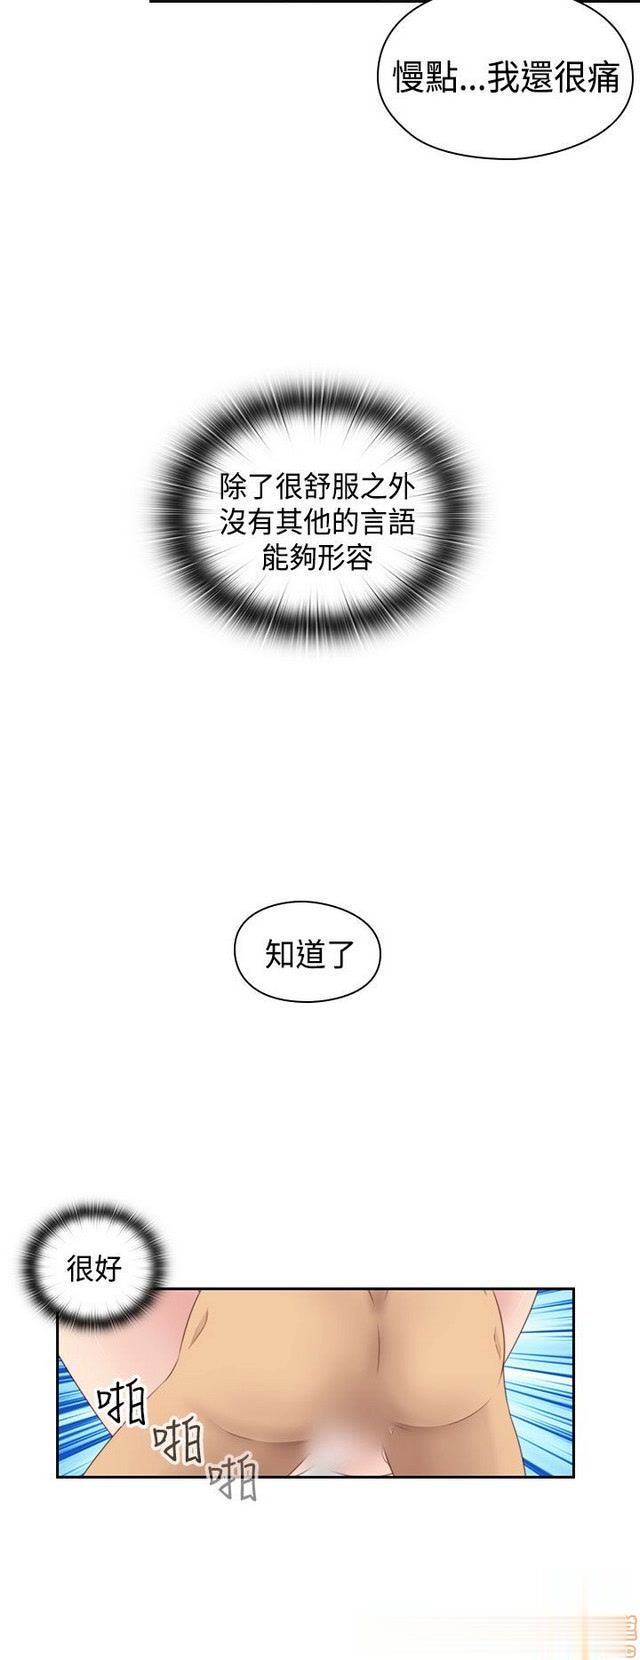 慢點...我還很痛
除了很舒服之外
沒有其他的言語
能夠形容
知道了
很好
啪
啪
啪